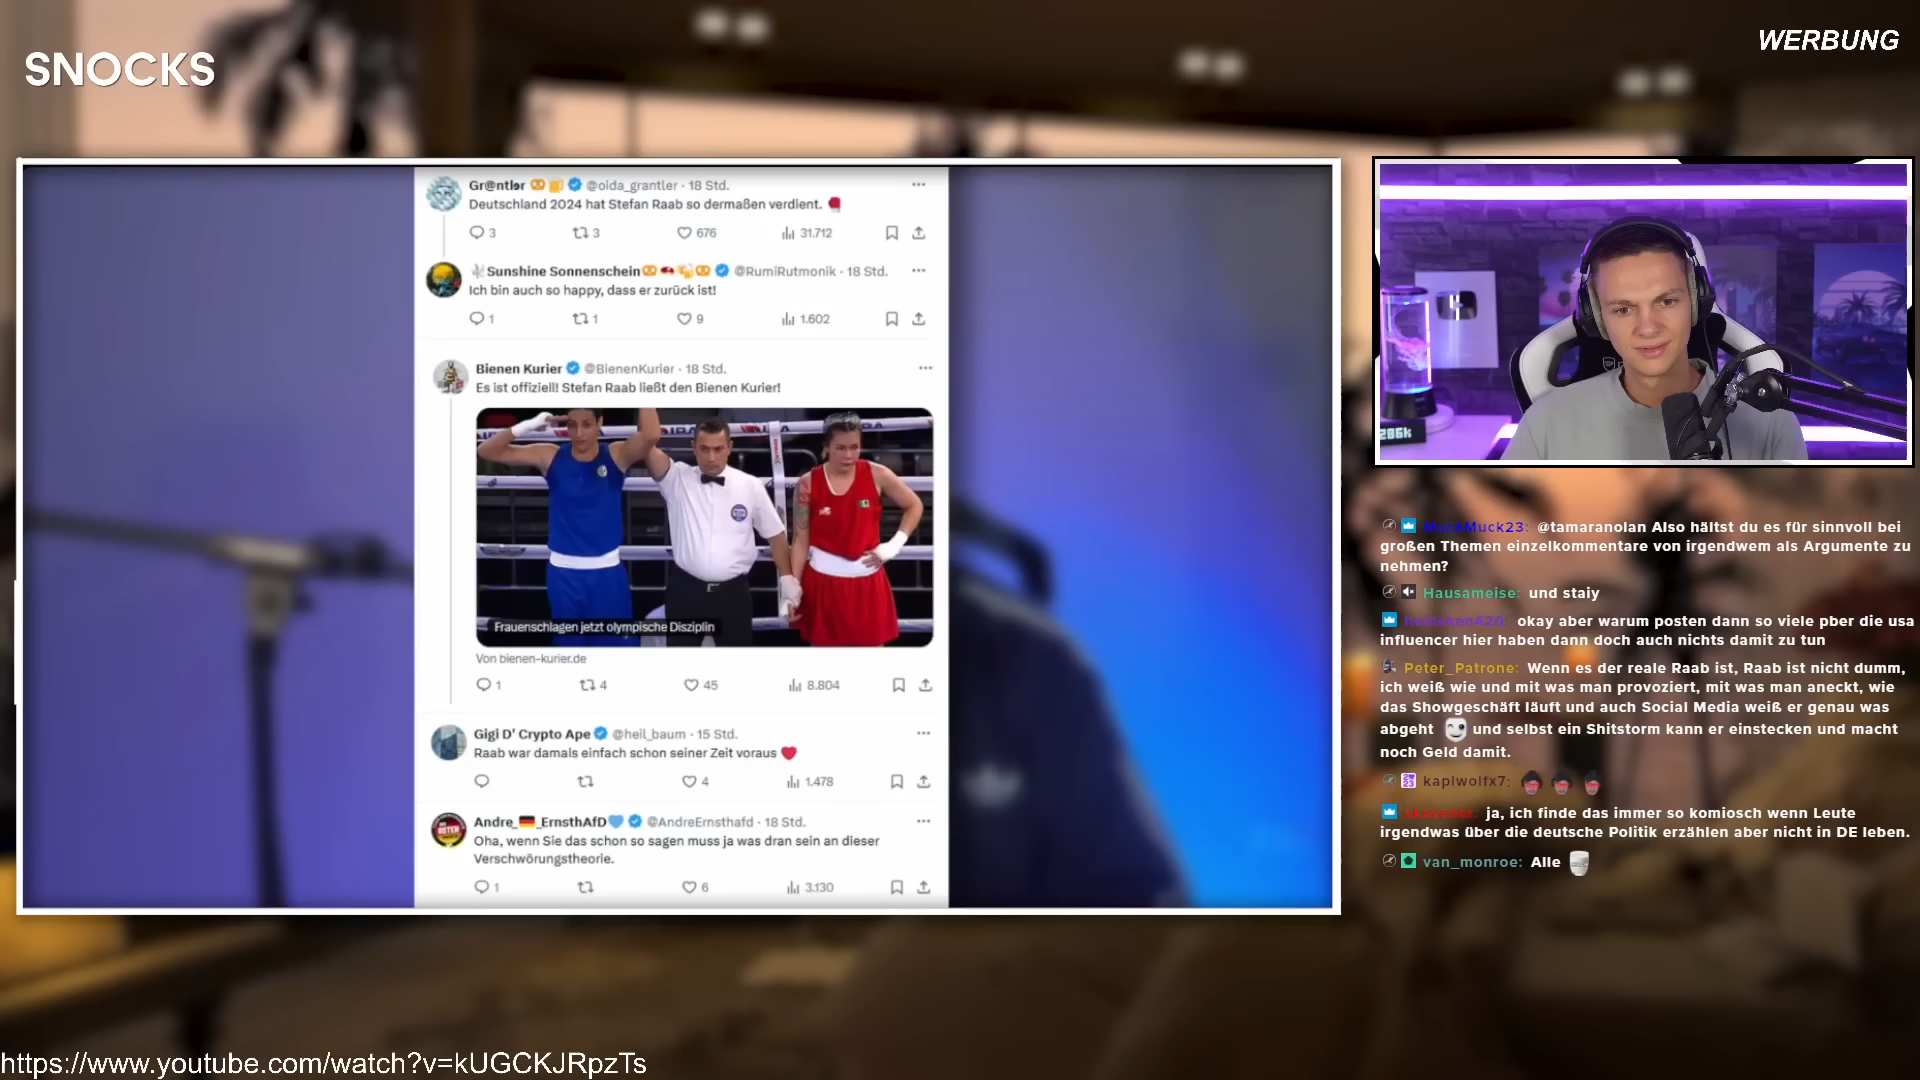 SNOCKS
WERBUNG
Gr@ntler @oida_grantler · 18 Std.
Deutschland 2024 hat Stefan Raab so dermaßen verdient.
3 3 676 31.712
Sunshine Sonnenschein @RumiRutmonik · 18 Std.
Ich bin auch so happy, dass er zurück ist!
1 1 9 1.602
Bienen Kurier @BienenKurier · 18 Std.
Es ist offiziell! Stefan Raab ließt den Bienen Kurier!
Frauenschlagen jetzt olympische Disziplin
Von bienen-kurier.de
1 4 45 8.804
Gigi D' Crypto Ape @heil_baum · 15 Std.
Raab war damals einfach schon seiner Zeit voraus
4 1.478
Andre_ _ErnsthAfD @AndreErnsthafd · 18 Std.
Oha, wenn Sie das schon so sagen muss ja was dran sein an dieser
Verschwörungstheorie.
1 6 3.130
286k
MuckMuck23: @tamaranolan Also hältst du es für sinnvoll bei
großen Themen einzelkommentare von irgendwem als Argumente zu
nehmen?
Hausameise: und staiy
heineken420: okay aber warum posten dann so viele pber die usa
influencer hier haben dann doch auch nichts damit zu tun
Peter_Patrone: Wenn es der reale Raab ist, Raab ist nicht dumm,
ich weiß wie und mit was man provoziert, mit was man aneckt, wie
das Showgeschäft läuft und auch Social Media weiß er genau was
abgeht und selbst ein Shitstorm kann er einstecken und macht
noch Geld damit.
kaplwolfx7:
ja, ich finde das immer so komiosch wenn Leute
irgendwas über die deutsche Politik erzählen aber nicht in DE leben.
van_monroe: Alle
https://www.youtube.com/watch?v=kUGCKJRpzTs